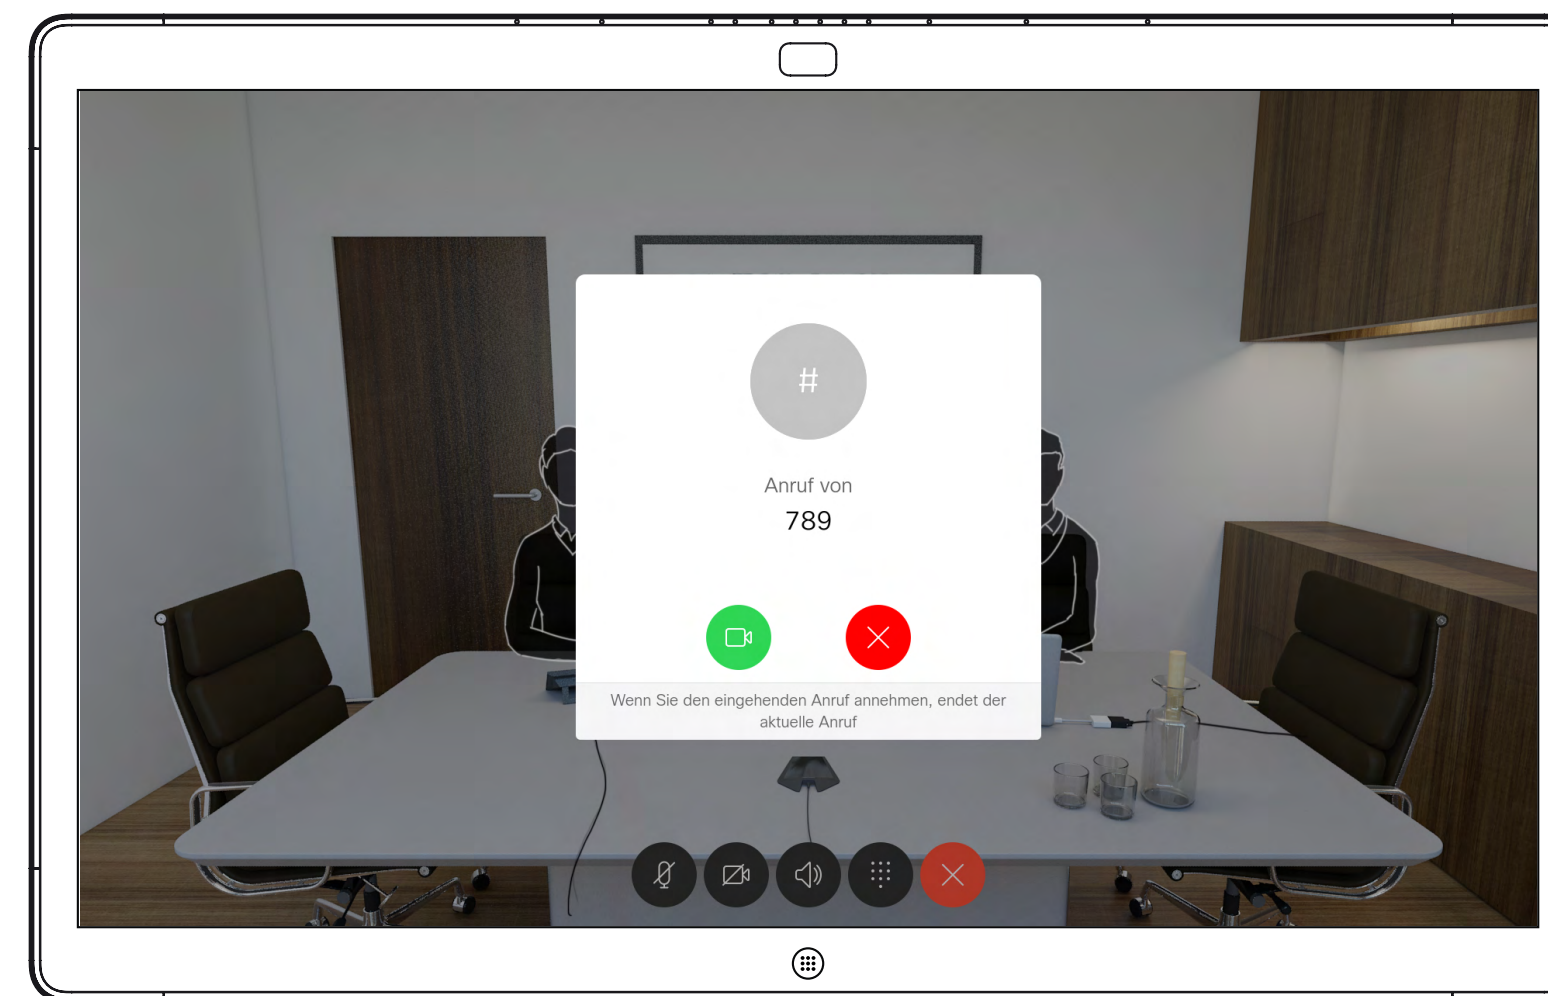 #
Anruf von
789
Wenn Sie den eingehenden Anruf annehmen, endet der
aktuelle Anruf